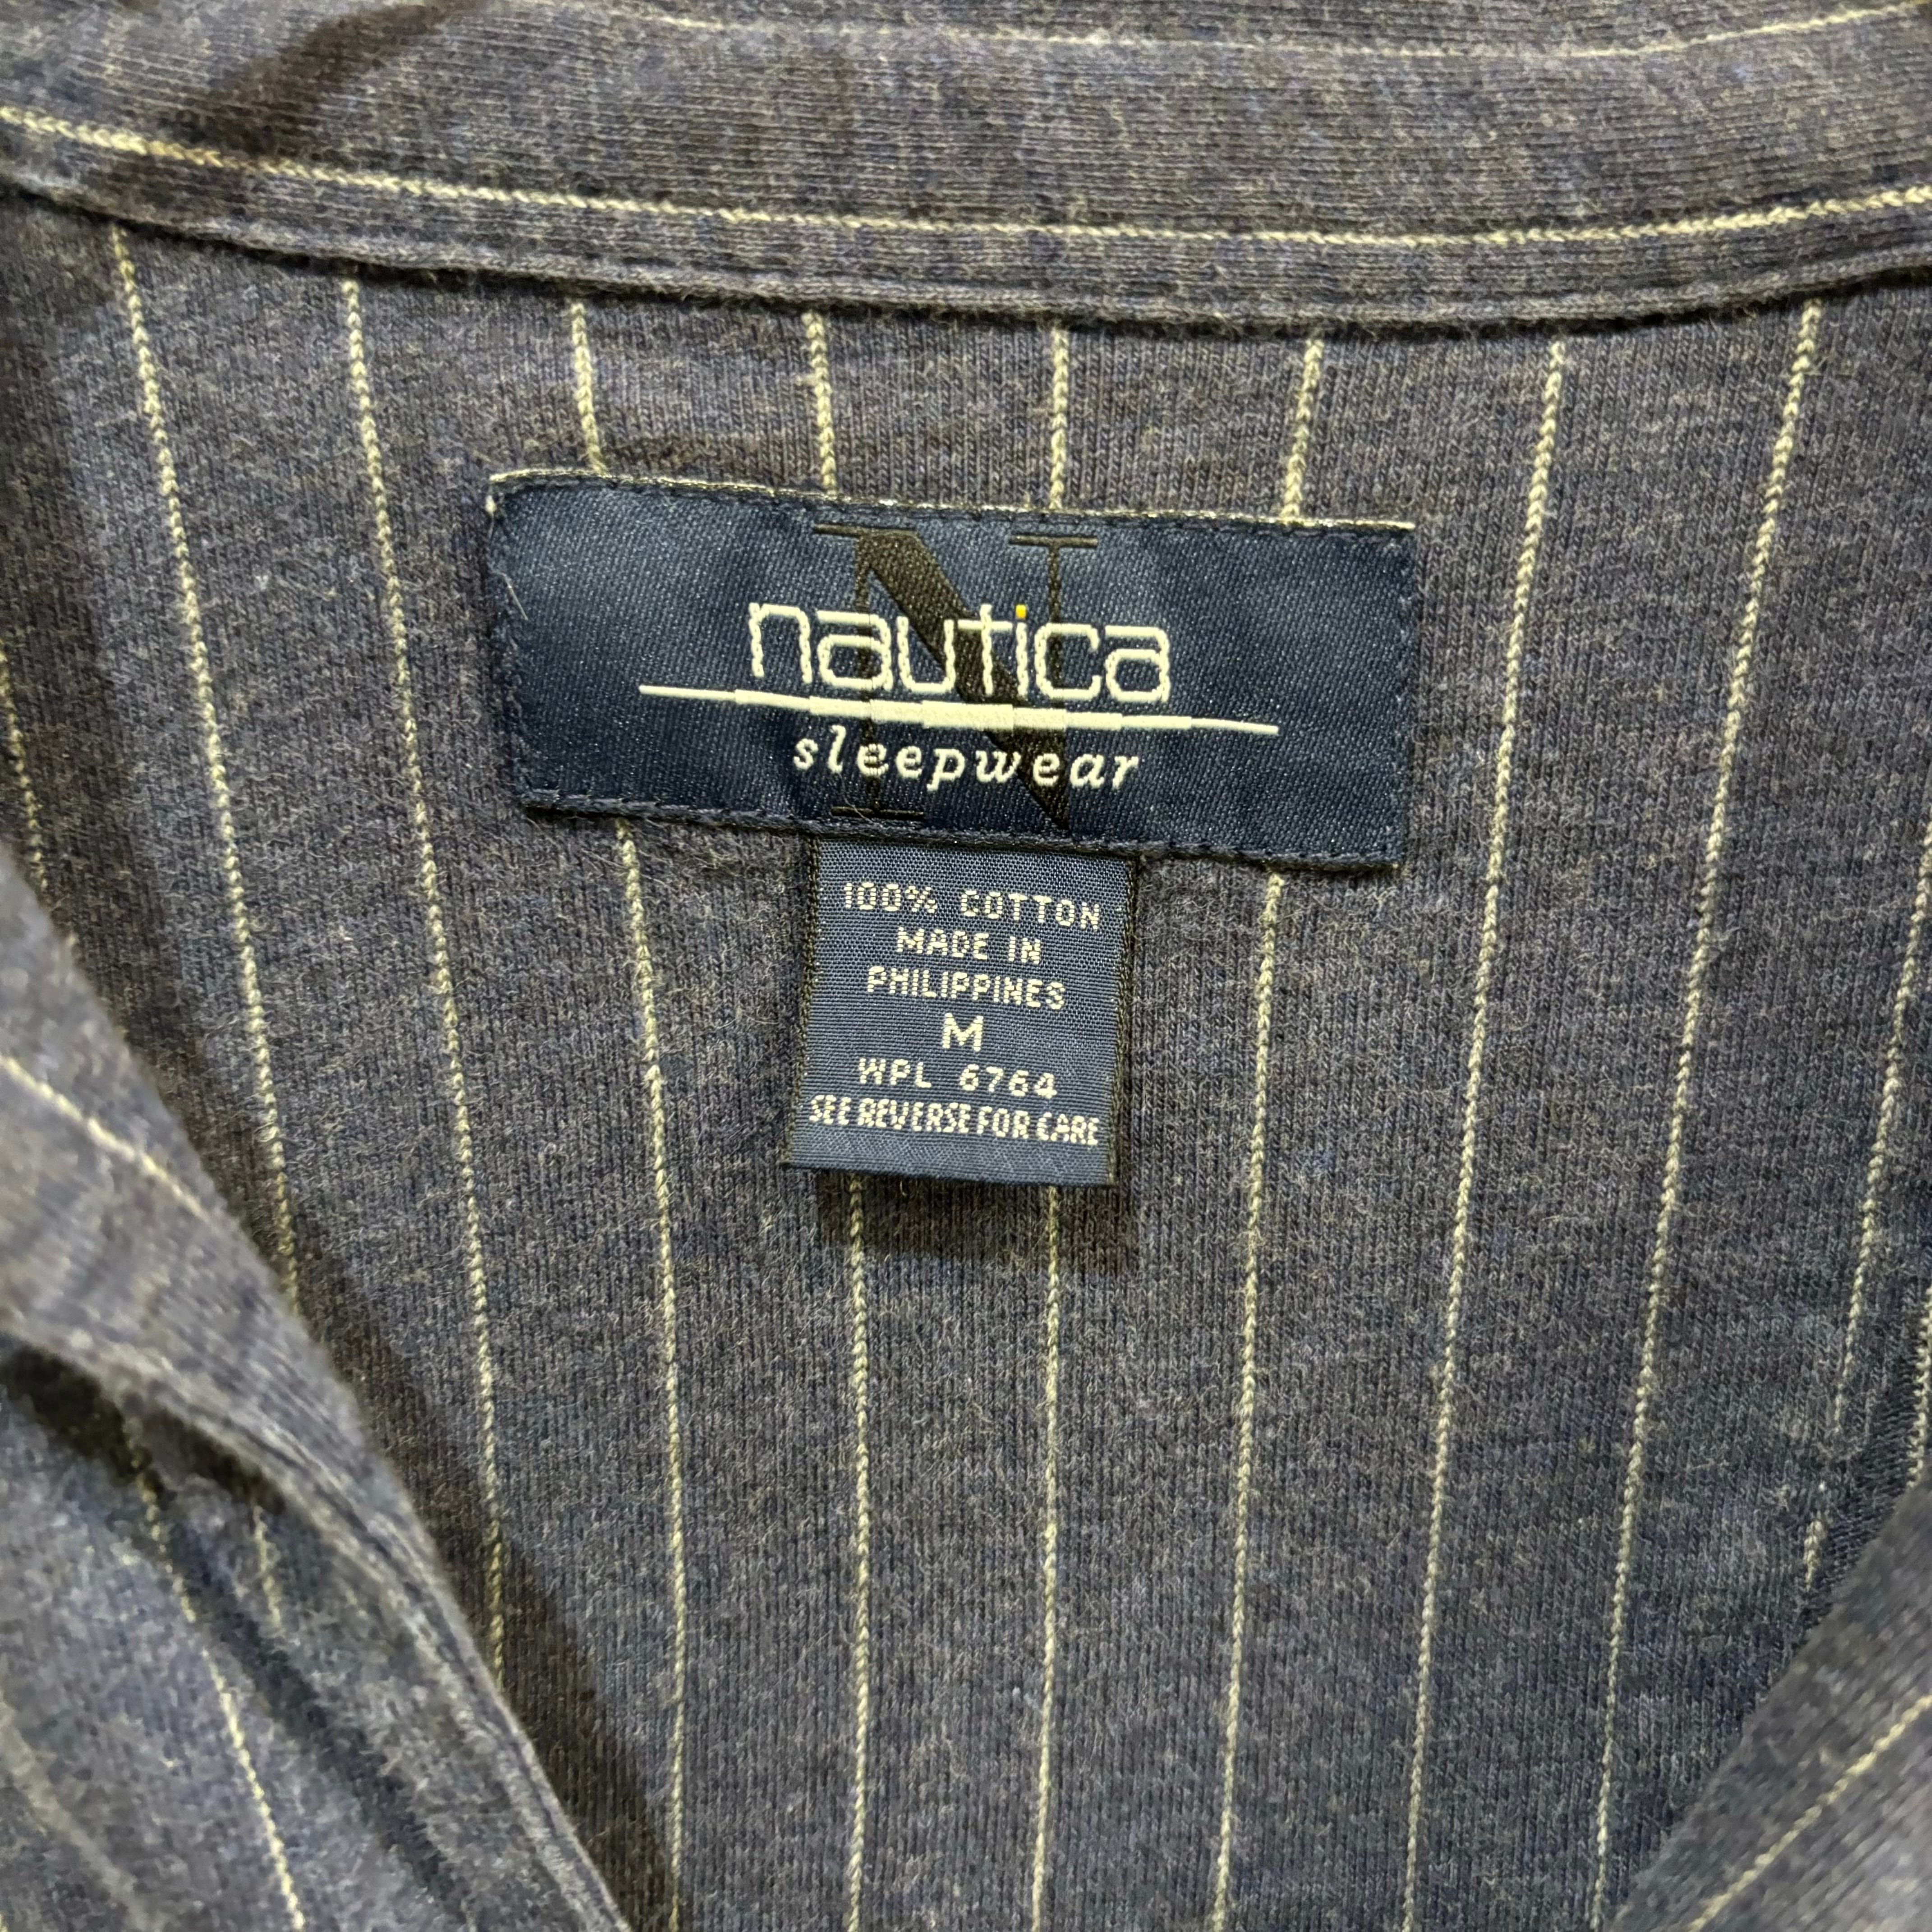 N
nautica
sleepwear
100% COTTON
MADE IN
PHILIPPINES
M
WPL 6764
SEE REVERSE FOR CARE